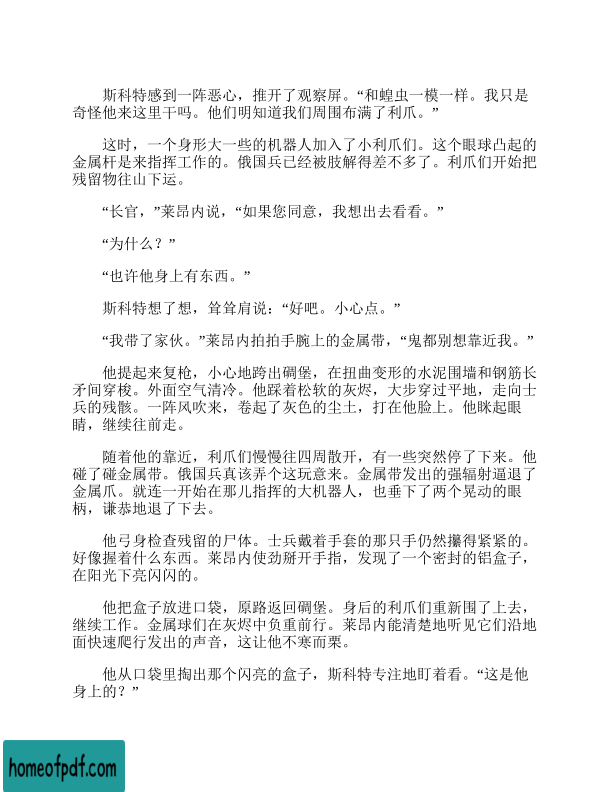 斯科特感到一阵恶心，推开了观察屏。“和蝗虫一模一样。我只是
奇怪他来这里干吗。他们明知道我们周围布满了利爪。”
这时，一个身形大一些的机器人加入了小利爪们。这个眼球凸起的
金属杆是来指挥工作的。俄国兵已经被肢解得差不多了。利爪们开始把
残留物往山下运。
“长官，”莱昂内说，“如果您同意，我想出去看看。”
“为什么？”
“也许他身上有东西。”
斯科特想了想，耸耸肩说：“好吧。小心点。”
“我带了家伙。”莱昂内拍拍手腕上的金属带，“鬼都别想靠近我。”
他提起来复枪，小心地跨出碉堡，在扭曲变形的水泥围墙和钢筋长
矛间穿梭。外面空气清冷。他踩着松软的灰烬，大步穿过平地，走向士
兵的残骸。一阵风吹来，卷起了灰色的尘土，打在他脸上。他眯起眼
睛，继续往前走。
随着他的靠近，利爪们慢慢往四周散开，有一些突然停了下来。他
碰了碰金属带。俄国兵真该弄个这玩意来。金属带发出的强辐射逼退了
金属爪。就连一开始在那儿指挥的大机器人，也垂下了两个晃动的眼
柄，谦恭地退了下去。
他弓身检查残留的尸体。士兵戴着手套的那只手仍然攥得紧紧的。
好像握着什么东西。莱昂内使劲掰开手指，发现了一个密封的铝盒子，
在阳光下亮闪闪的。
他把盒子放进口袋，原路返回碉堡。身后的利爪们重新围了上去，
继续工作。金属球们在灰烬中负重前行。莱昂内能清楚地听见它们沿地
面快速爬行发出的声音，这让他不寒而栗。
他从口袋里掏出那个闪亮的盒子，斯科特专注地盯着看。“这是他
身上的？”
homeofpdf.com